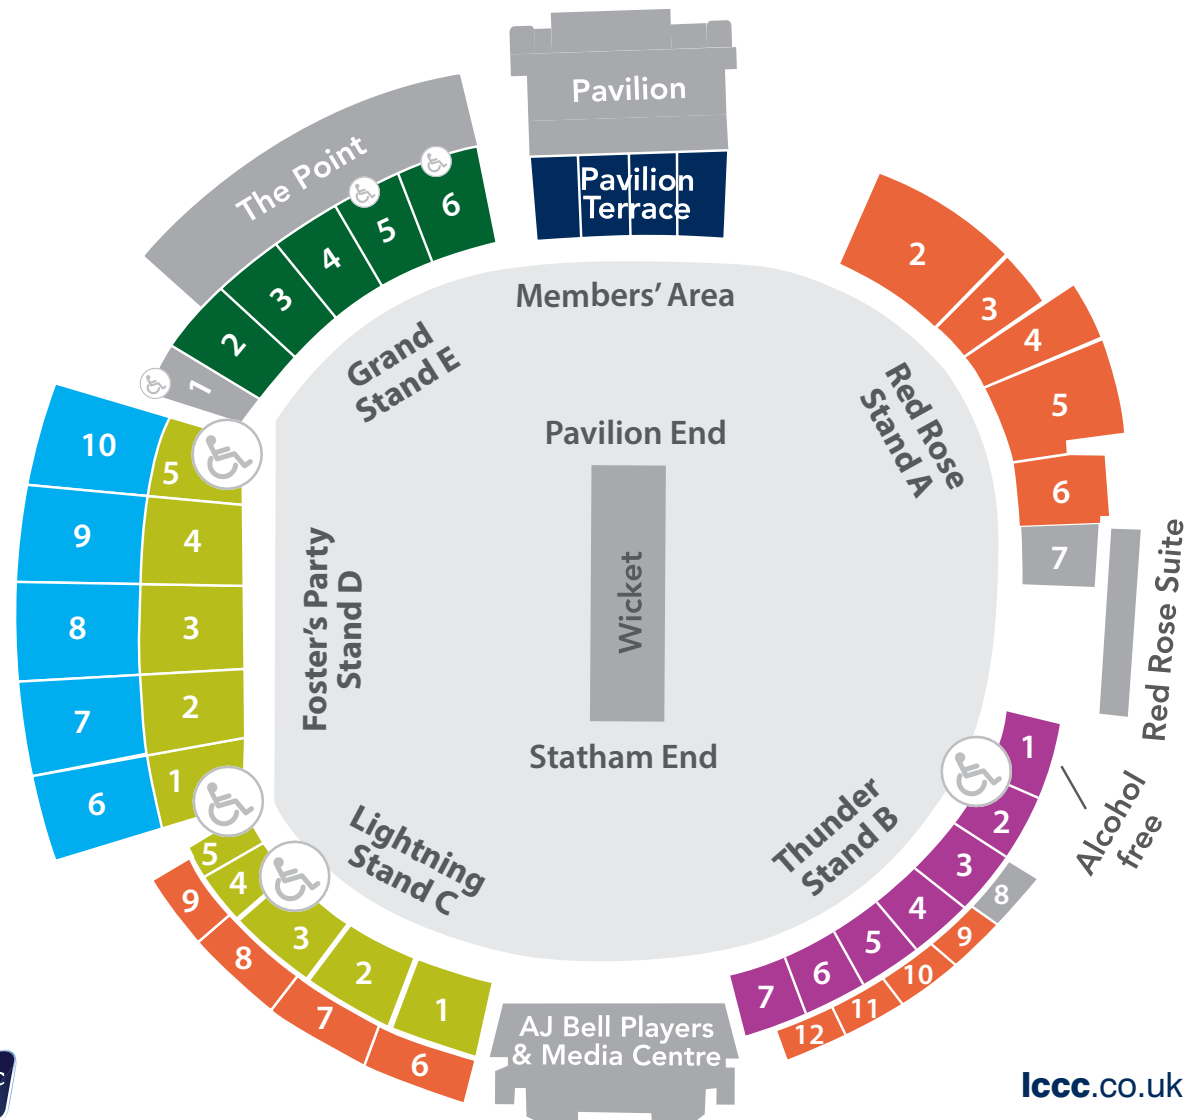 Pavilion
Pavilion
Terrace
The Point
6
5
4
3
2
1
Members' Area
Grand
Stand E
2
3
4
5
6
7
Red Rose
Stand A
Red Rose Suite
Pavilion End
Wicket
Statham End
10
9
8
7
6
5
4
3
2
1
Foster's Party
Stand D
Lightning
Stand C
5
4
3
2
1
9
8
7
6
Thunder
Stand B
1
2
3
4
5
6
7
8
9
10
11
12
Alcohol
free
AJ Bell Players
& Media Centre
lccc.co.uk